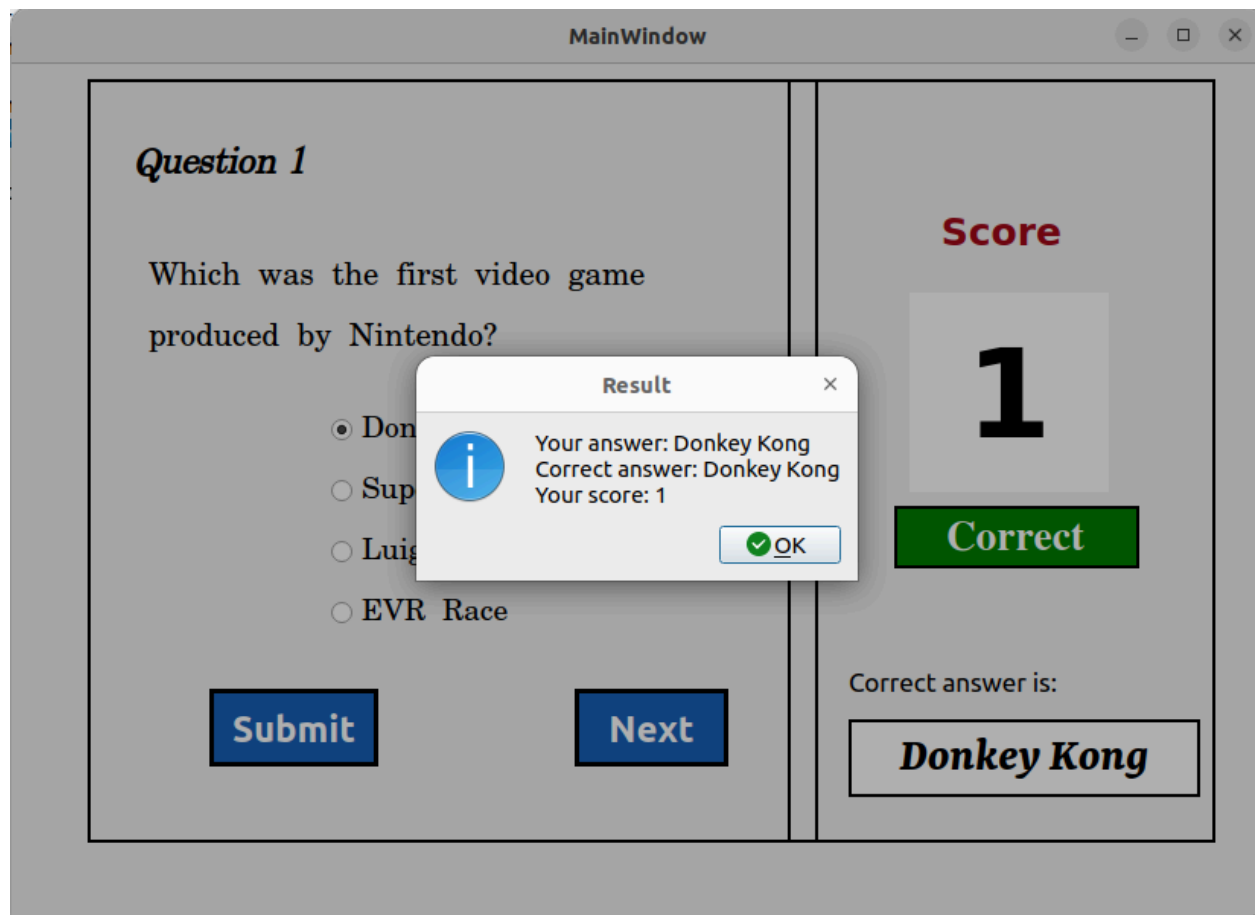 MainWindow
Question 1
Which was the first video game
produced by Nintendo?
EVR Race
Submit
Next
Score
1
Correct
Correct answer is:
Donkey Kong
Result
Your answer: Donkey Kong
Correct answer: Donkey Kong
Your score: 1
OK